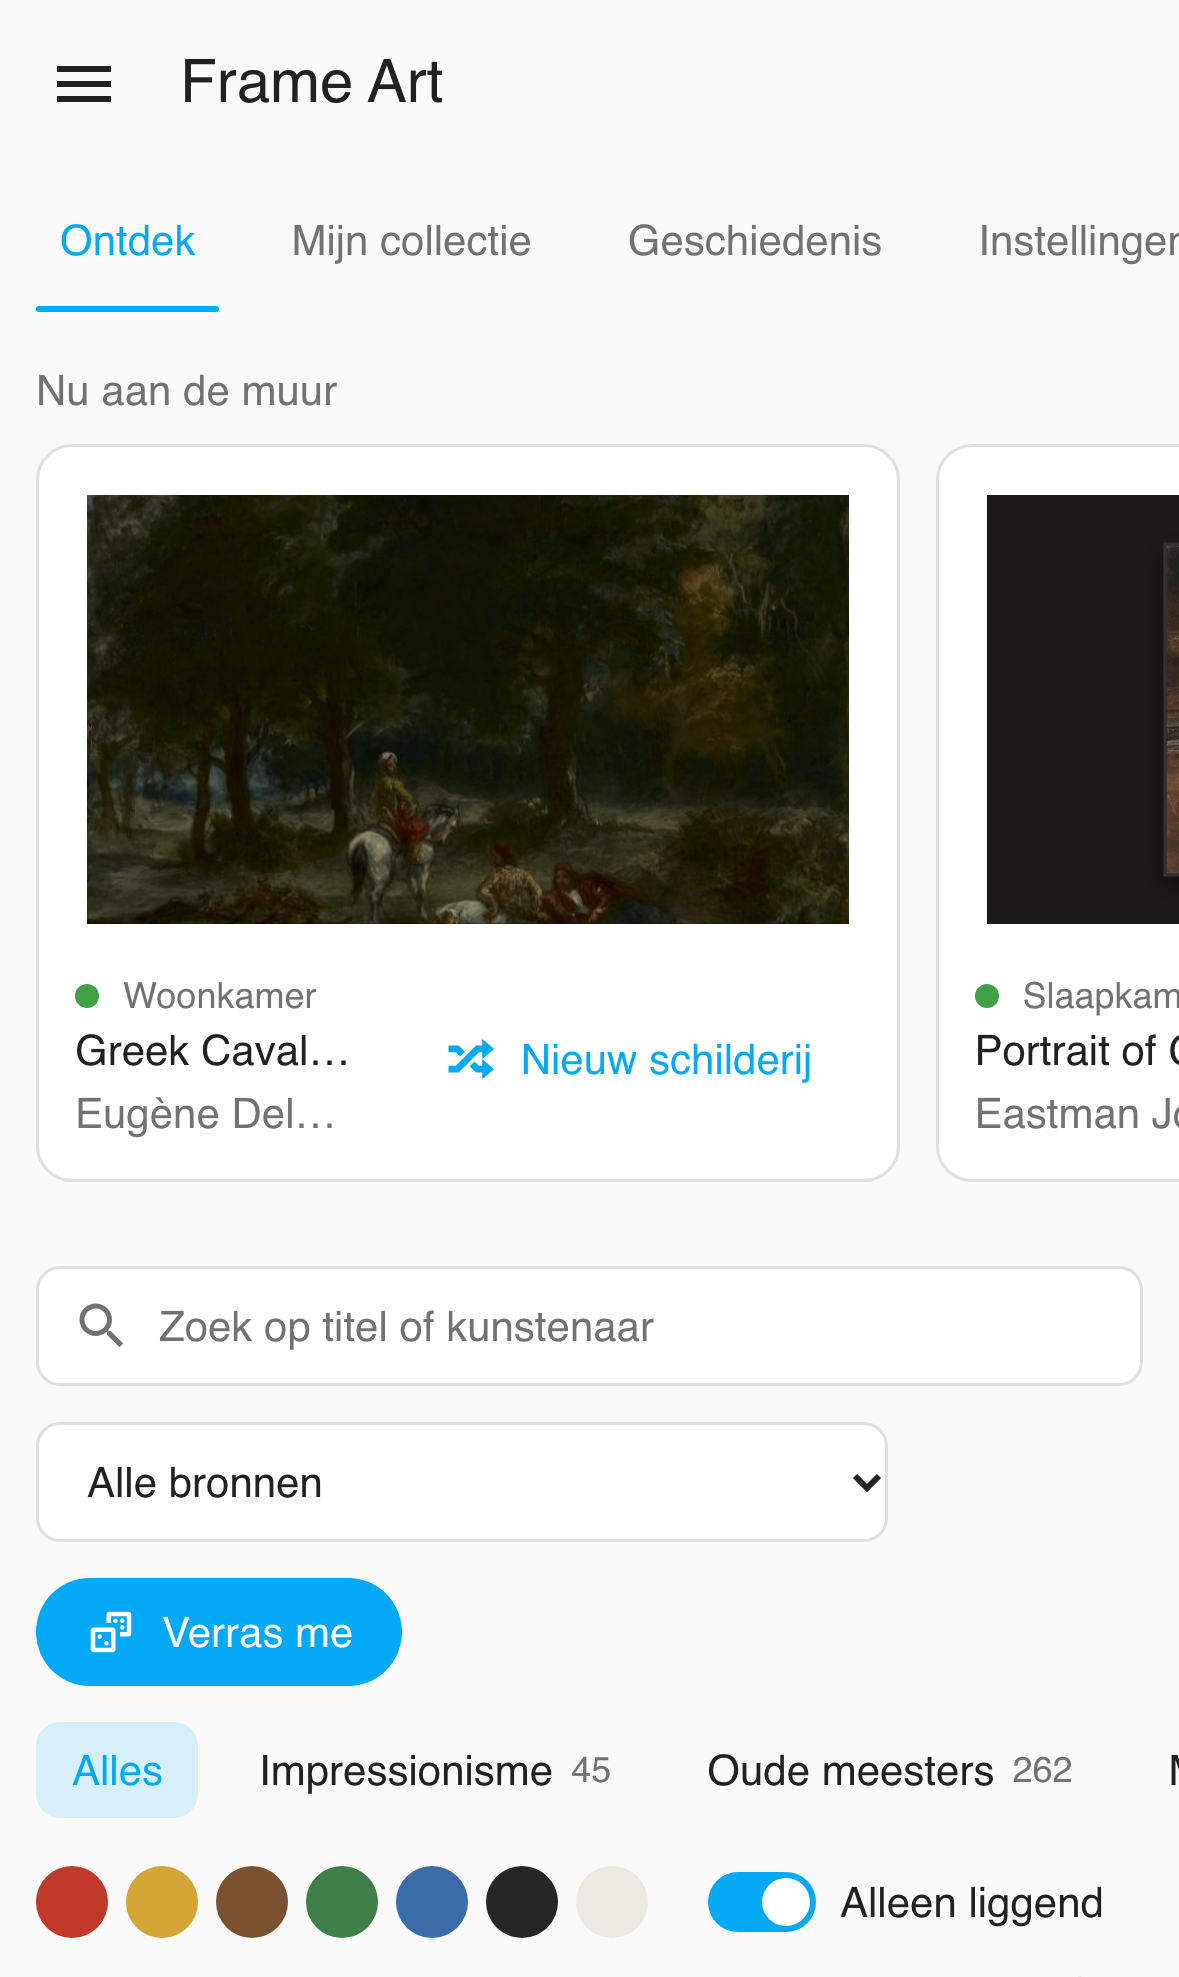 Frame Art
Ontdek Mijn collectie Geschiedenis Instellingen
Nu aan de muur
Woonkamer
Greek Caval...
Eugène Del...
Nieuw schilderij
Slaapkam
Portrait of
Eastman Jo
Zoek op titel of kunstenaar
Alle bronnen
Verras me
Alles Impressionisme 45 Oude meesters 262
Alleen liggend